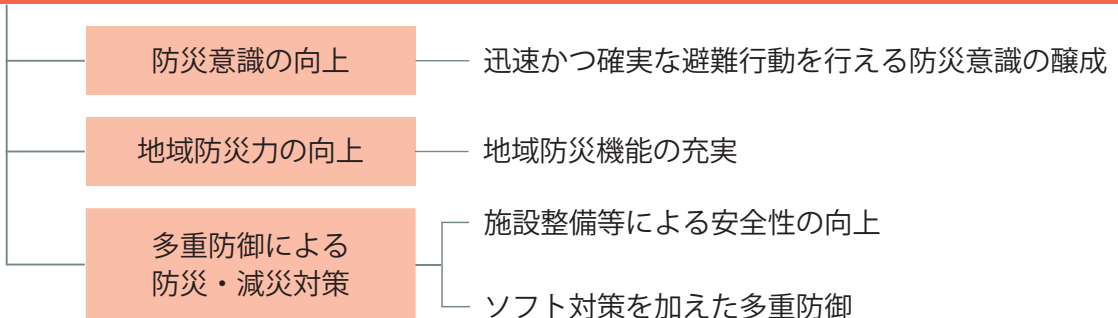 防災意識の向上
迅速かつ確実な避難行動を行える防災意識の醸成
地域防災力の向上
地域防災機能の充実
多重防御による
防災・減災対策
施設整備等による安全性の向上
ソフト対策を加えた多重防御